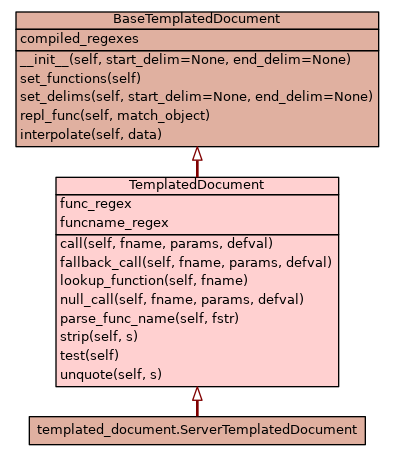 BaseTemplatedDocument
compiled_regexes
__init__(self, start_delim=None, end_delim=None)
set_functions(self)
set_delims(self, start_delim=None, end_delim=None)
repl_func(self, match_object)
interpolate(self, data)
TemplatedDocument
func_regex
funcname_regex
call(self, fname, params, defval)
fallback_call(self, fname, params, defval)
lookup_function(self, fname)
null_call(self, fname, params, defval)
parse_func_name(self, fstr)
strip(self, s)
test(self)
unquote(self, s)
templated_document.ServerTemplatedDocument